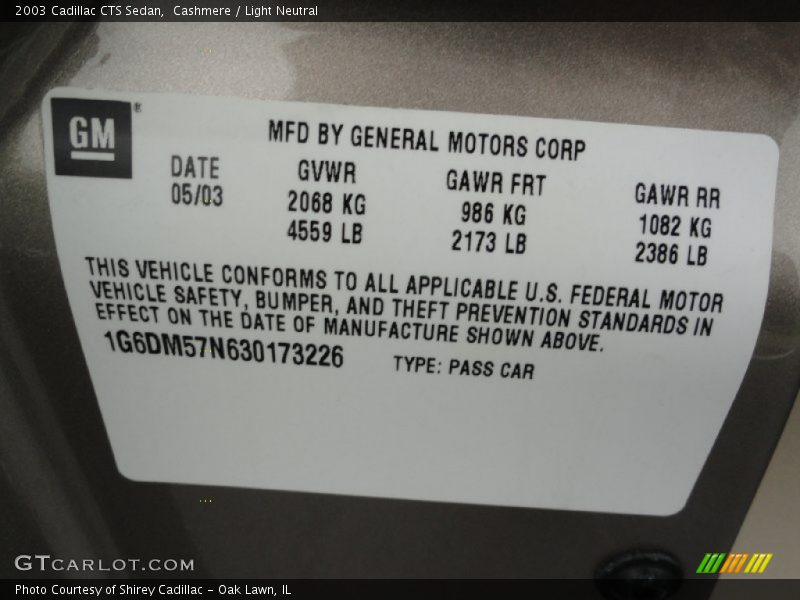 2003 Cadillac CTS Sedan,  Cashmere / Light Neutral
GM®
MFD BY GENERAL MOTORS CORP
DATE GVWR GAWR FRT GAWR RR
05/03 2068 KG 986 KG 1082 KG
4559 LB 2173 LB 2386 LB
THIS VEHICLE CONFORMS TO ALL APPLICABLE U.S. FEDERAL MOTOR
VEHICLE SAFETY, BUMPER, AND THEFT PREVENTION STANDARDS IN
EFFECT ON THE DATE OF MANUFACTURE SHOWN ABOVE.
1G6DM57N630173226 TYPE: PASS CAR
GTCARLOT.COM
Photo Courtesy of Shirey Cadillac - Oak Lawn, IL